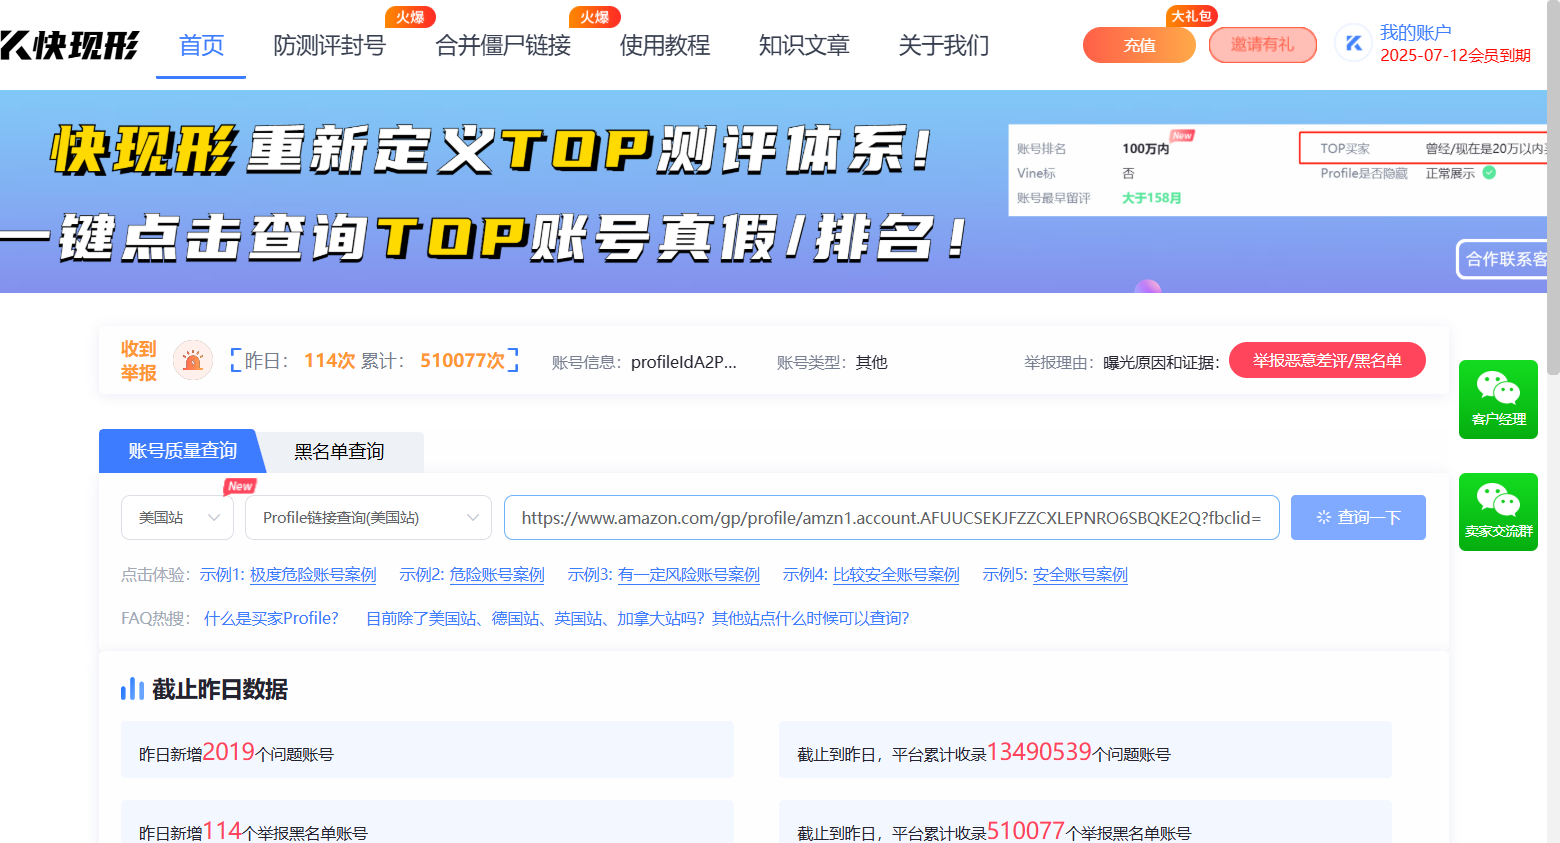 快现形
首页
防测评封号
火爆
合并僵尸链接
火爆
使用教程
知识文章
关于我们
充值
大礼包
邀请有礼
我的账户
2025-07-12会员到期
快现形重新定义TOP测评体系!
一键点击查询TOP账号真假/排名!
账号排名 100万内 New TOP买家 曾经/现在是20万以内
Vine标 否 Profile是否隐藏 正常展示
账号最早留评 大于158月
合作联系客
收到举报
昨日： 114次 累计： 510077次
账号信息：profileIdA2P...
账号类型：其他
举报理由：曝光原因和证据：
举报恶意差评/黑名单
客户经理
卖家交流群
账号质量查询
黑名单查询
New
美国站
Profile链接查询(美国站)
https://www.amazon.com/gp/profile/amzn1.account.AFUUCSEKJFZZCXLEPNRO6SBQKE2Q?fbclid=
查询一下
点击体验： 示例1: 极度危险账号案例 示例2: 危险账号案例 示例3: 有一定风险账号案例 示例4: 比较安全账号案例 示例5: 安全账号案例
FAQ热搜： 什么是买家Profile? 目前除了美国站、德国站、英国站、加拿大站吗？其他站点什么时候可以查询?
截止昨日数据
昨日新增2019个问题账号
截止到昨日，平台累计收录13490539个问题账号
昨日新增114个举报黑名单账号
截止到昨日，平台累计收录510077个举报黑名单账号